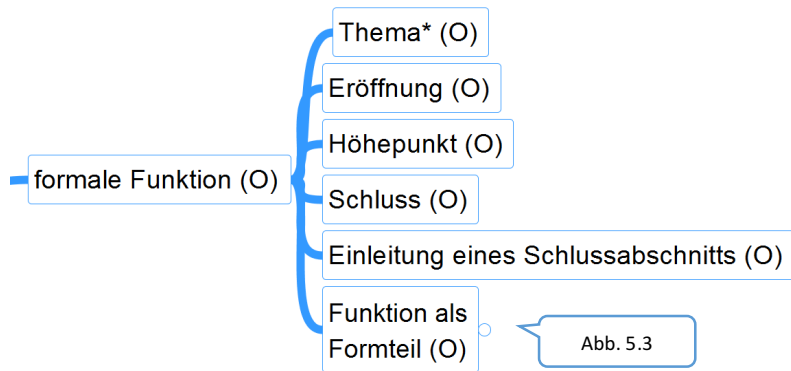 Thema* (O)
Eröffnung (O)
Höhepunkt (O)
formale Funktion (O)
Schluss (O)
Einleitung eines Schlussabschnitts (O)
Funktion als
Formteil (O)
Abb. 5.3